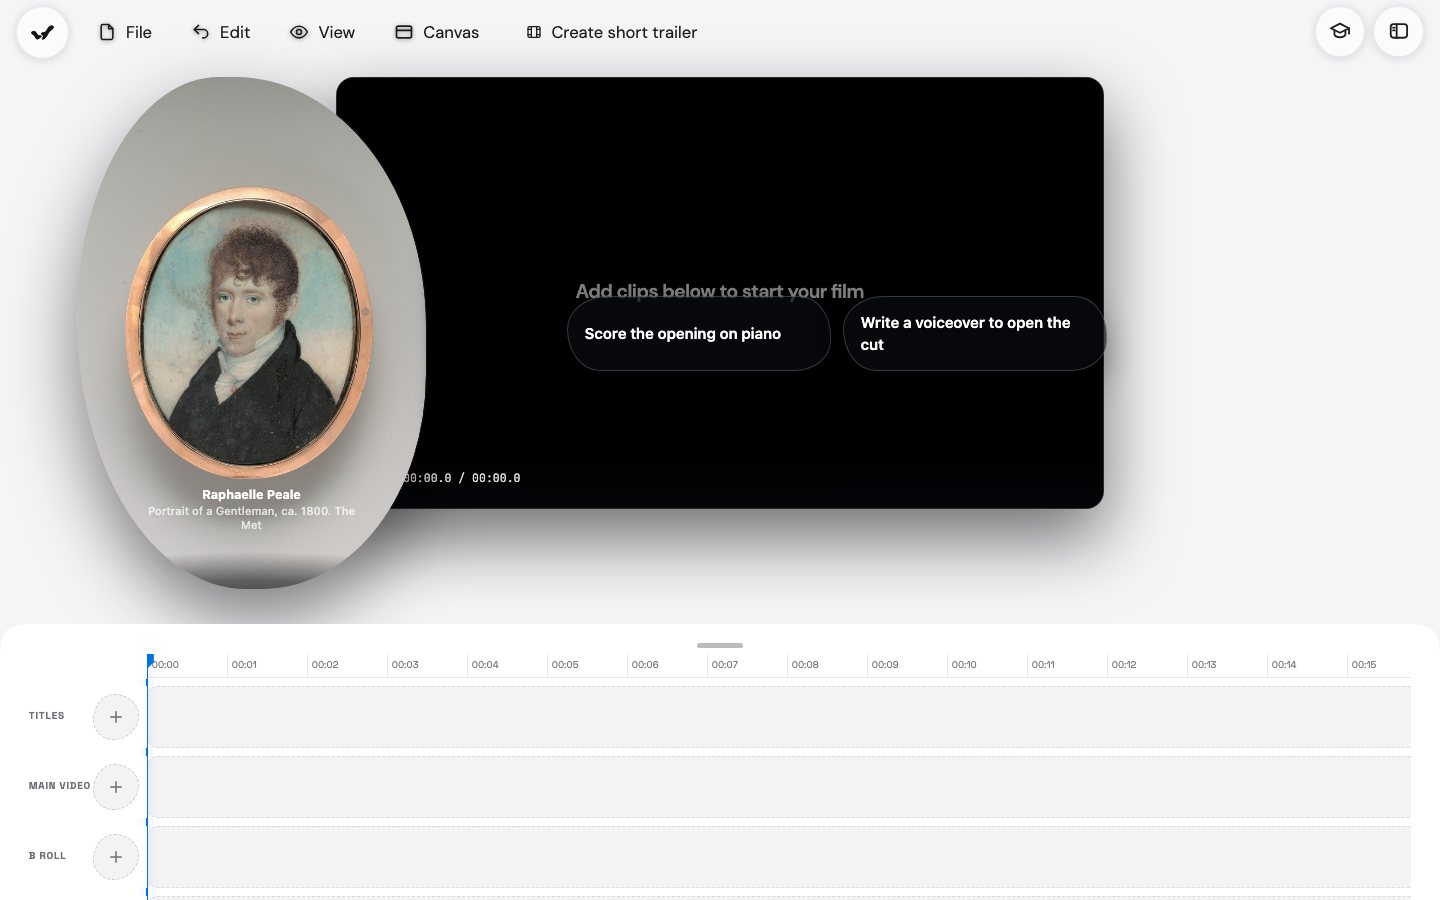 File
Edit
View
Canvas
Create short trailer
Add clips below to start your film
Score the opening on piano
Write a voiceover to open the
cut
00:00.0 / 00:00.0
Raphaelle Peale
Portrait of a Gentleman, ca. 1800. The
Met
00:00
00:01
00:02
00:03
00:04
00:05
00:06
00:07
00:08
00:09
00:10
00:11
00:12
00:13
00:14
00:15
TITLES
MAIN VIDEO
B ROLL